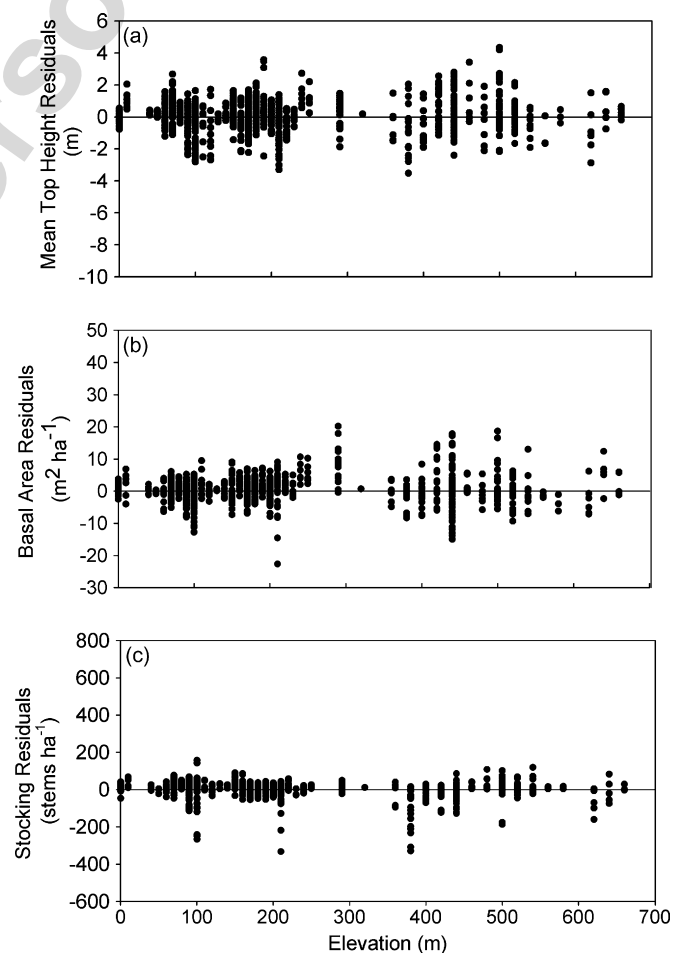 (a)
Mean Top Height Residuals
(m)
6
4
2
0
-2
-4
-6
-8
-10
(b)
Basal Area Residuals
(m2 ha-1)
50
40
30
20
10
0
-10
-20
-30
(c)
Stocking Residuals
(stems ha-1)
800
600
400
200
0
-200
-400
-600
0 100 200 300 400 500 600 700
Elevation (m)